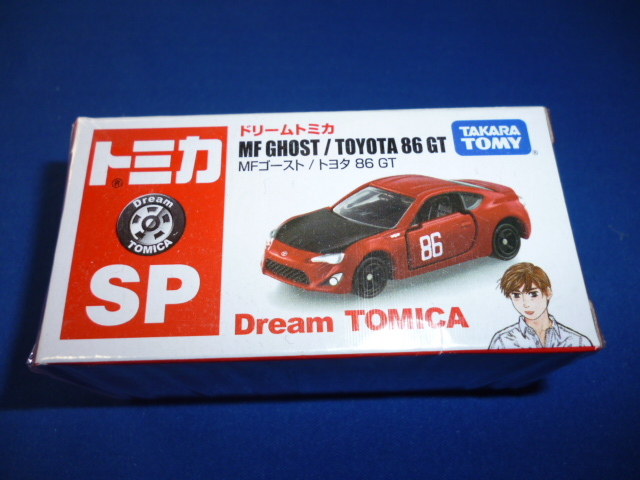 トミカ
®
Dream
TOMICA
SP
ドリームトミカ
MF GHOST / TOYOTA 86 GT
MFゴースト / トヨタ 86 GT
TAKARA
TOMY
®
86
Dream TOMICA